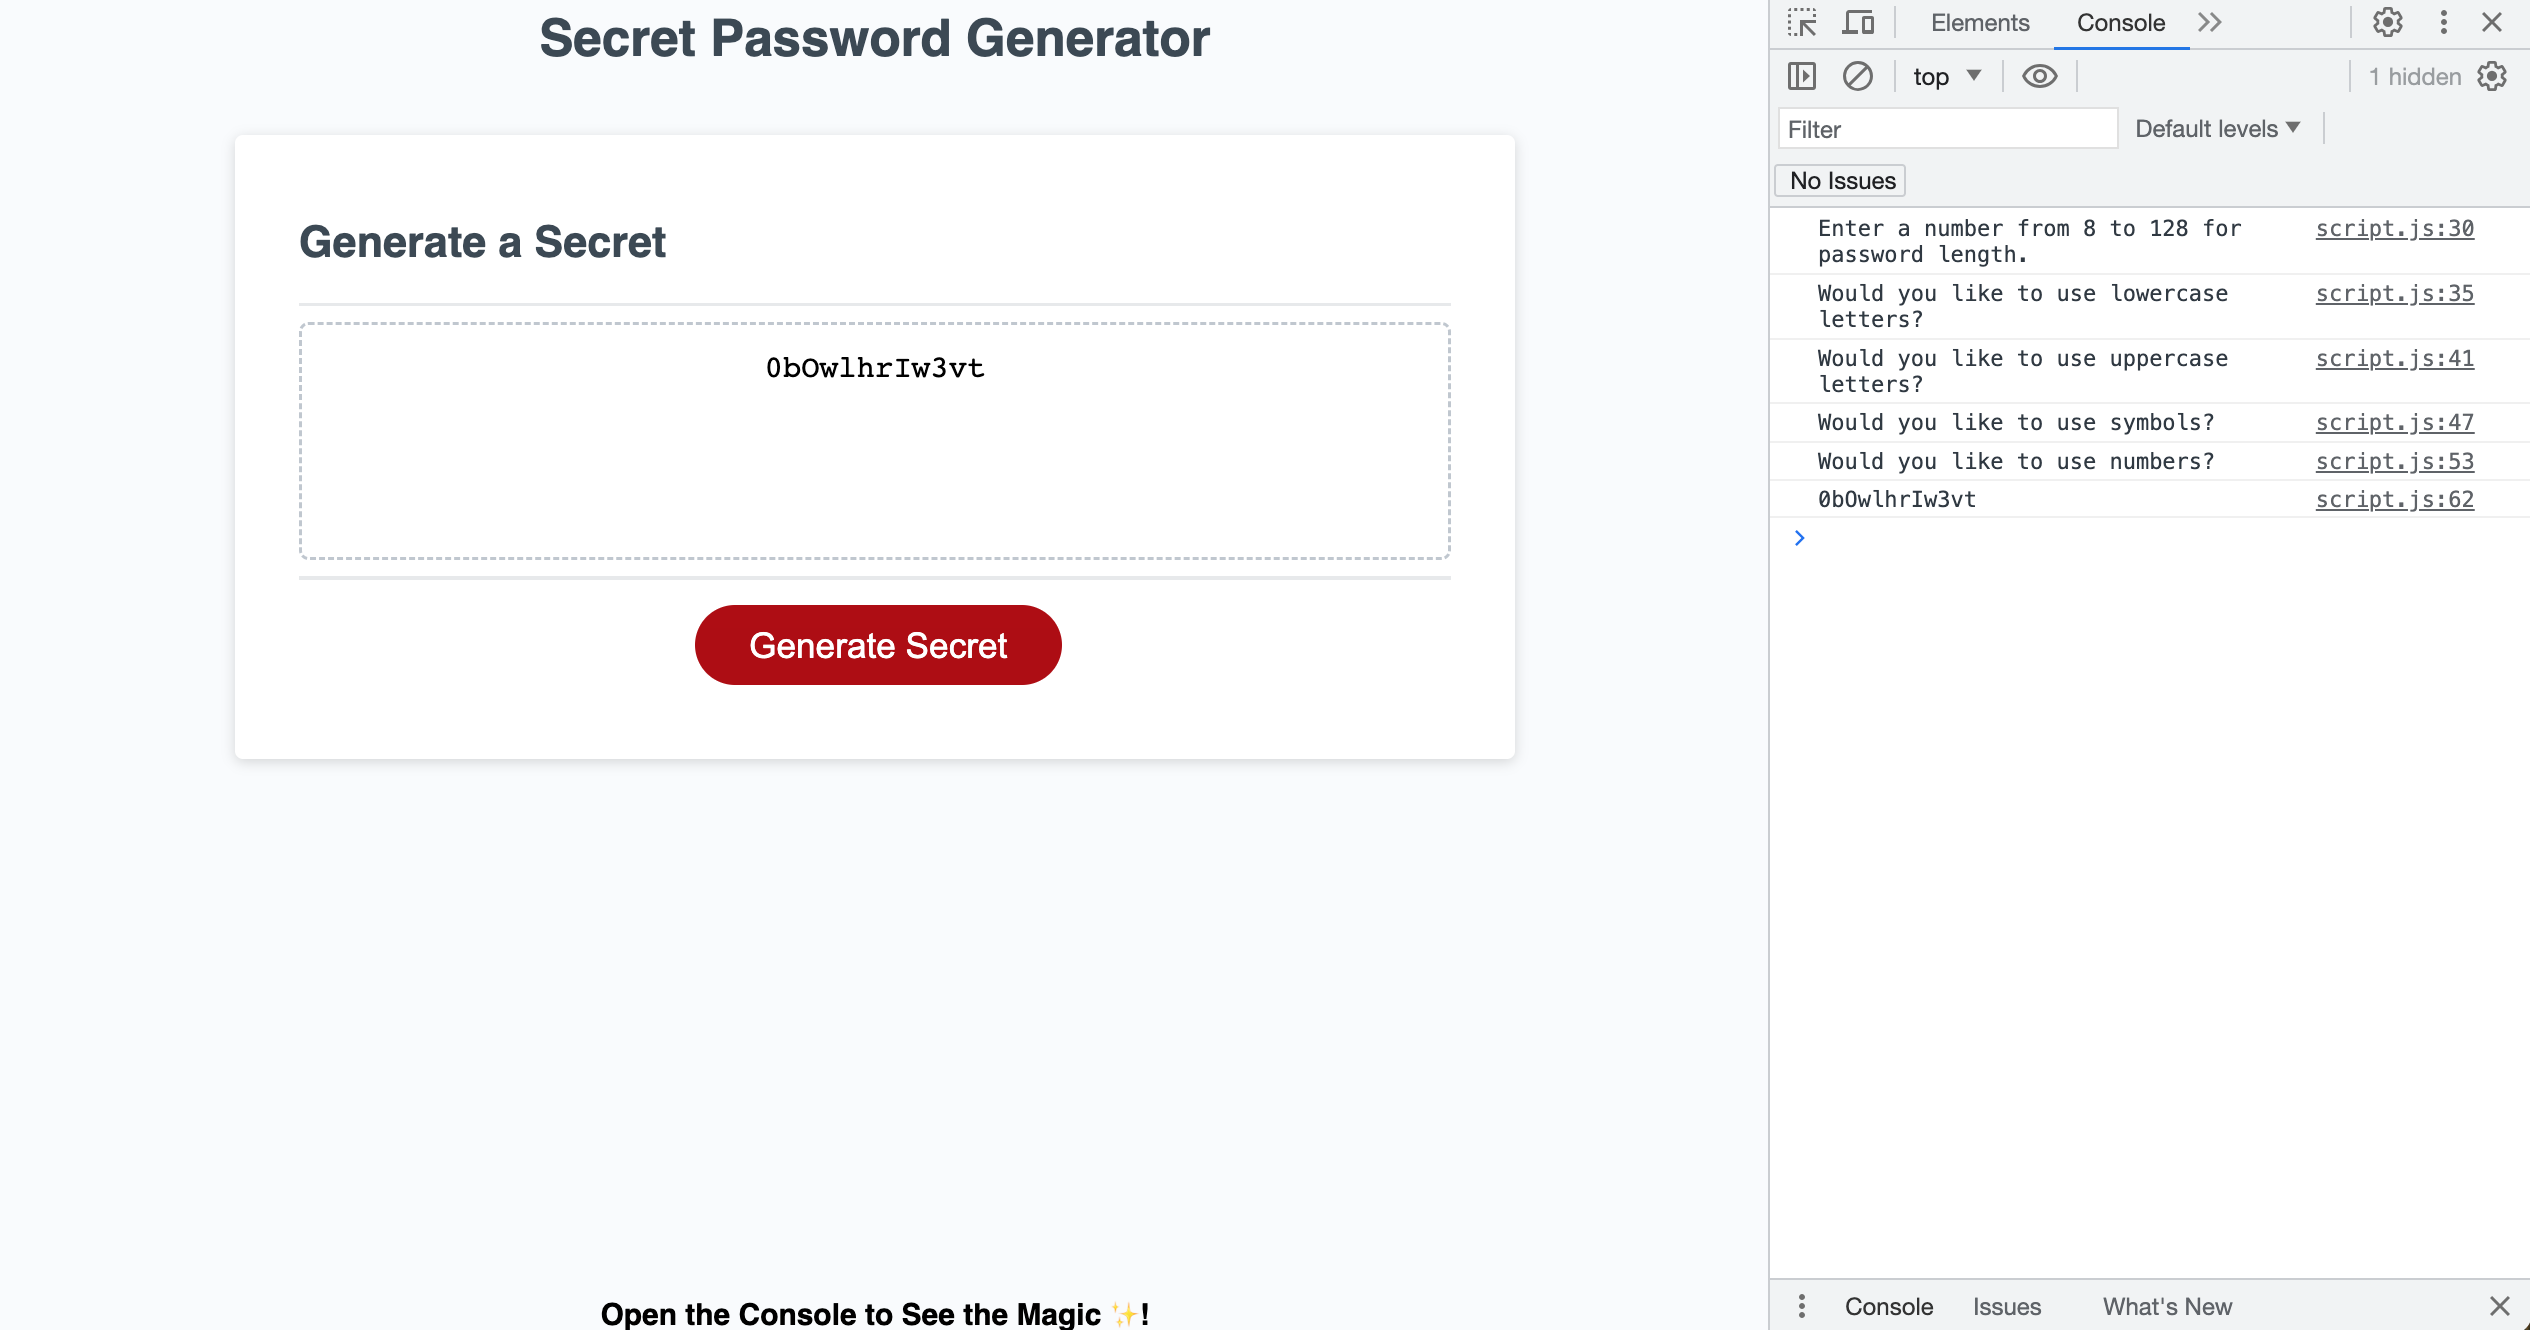 Secret Password Generator
Generate a Secret
0bOwlhrIw3vt
Generate Secret
Open the Console to See the Magic ✨!
Elements Console
top 1 hidden
Filter Default levels
No Issues
Enter a number from 8 to 128 for script.js:30
password length.
Would you like to use lowercase script.js:35
letters?
Would you like to use uppercase script.js:41
letters?
Would you like to use symbols? script.js:47
Would you like to use numbers? script.js:53
0bOwlhrIw3vt script.js:62
Console Issues What's New